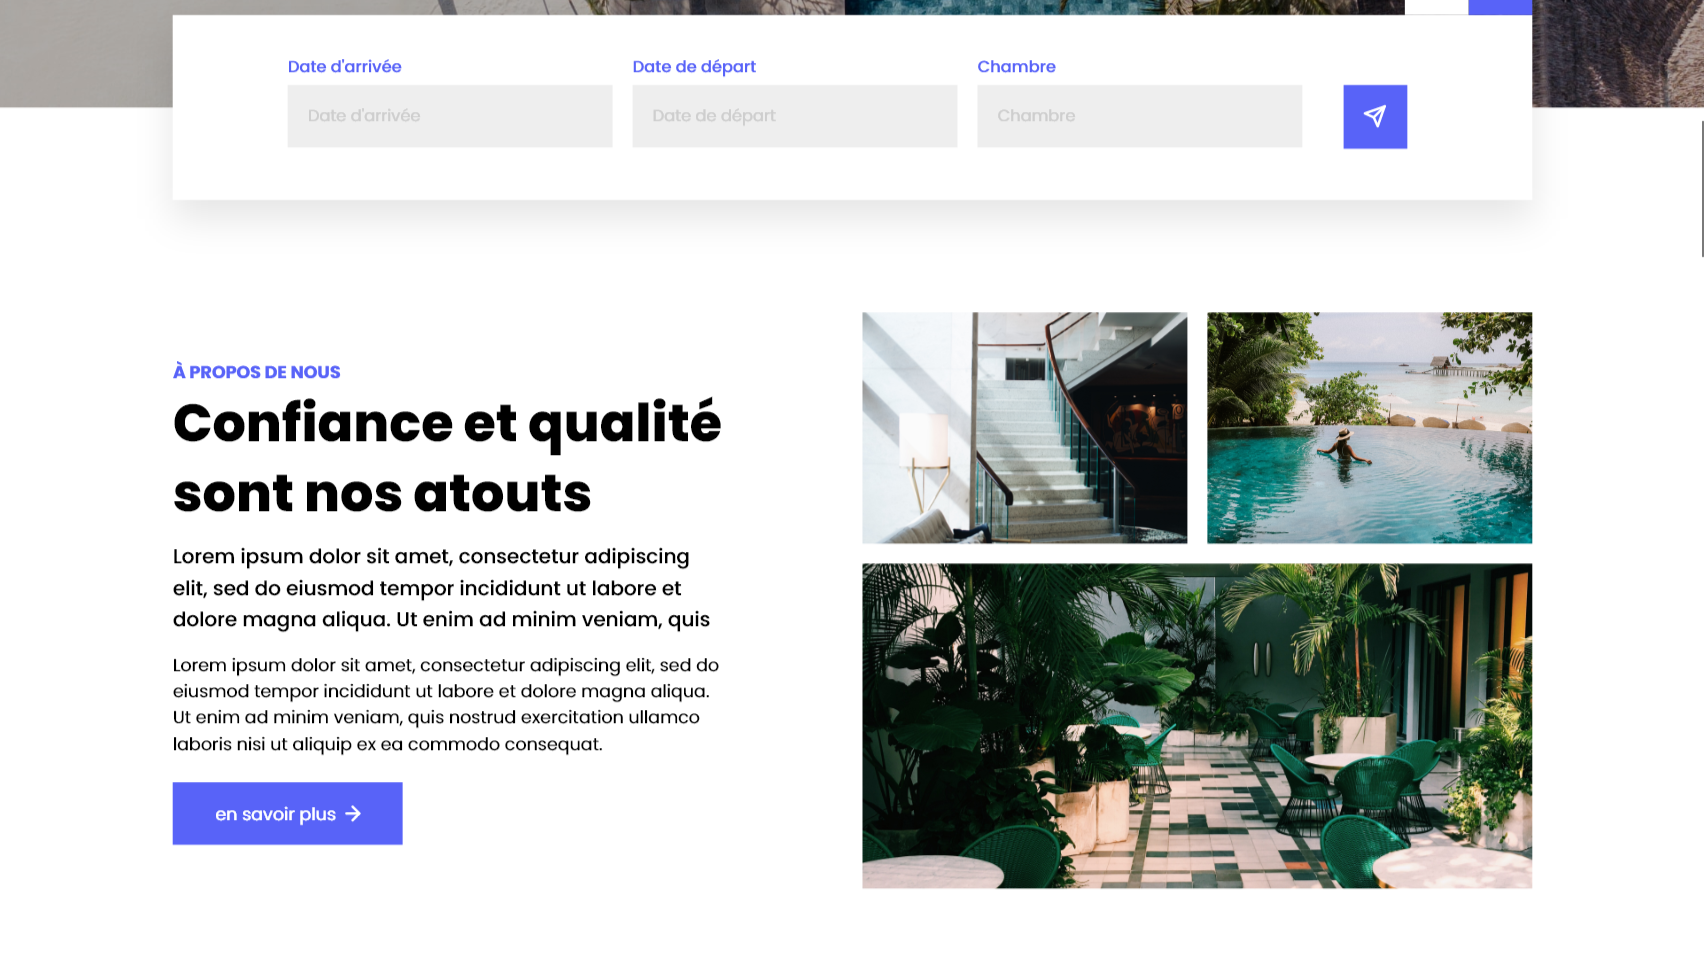 Date d'arrivée
Date de départ
Chambre
Date d'arrivée
Date de départ
Chambre
À PROPOS DE NOUS
Confiance et qualité
sont nos atouts
Lorem ipsum dolor sit amet, consectetur adipiscing
elit, sed do eiusmod tempor incididunt ut labore et
dolore magna aliqua. Ut enim ad minim veniam, quis
Lorem ipsum dolor sit amet, consectetur adipiscing elit, sed do
eiusmod tempor incididunt ut labore et dolore magna aliqua.
Ut enim ad minim veniam, quis nostrud exercitation ullamco
laboris nisi ut aliquip ex ea commodo consequat.
en savoir plus